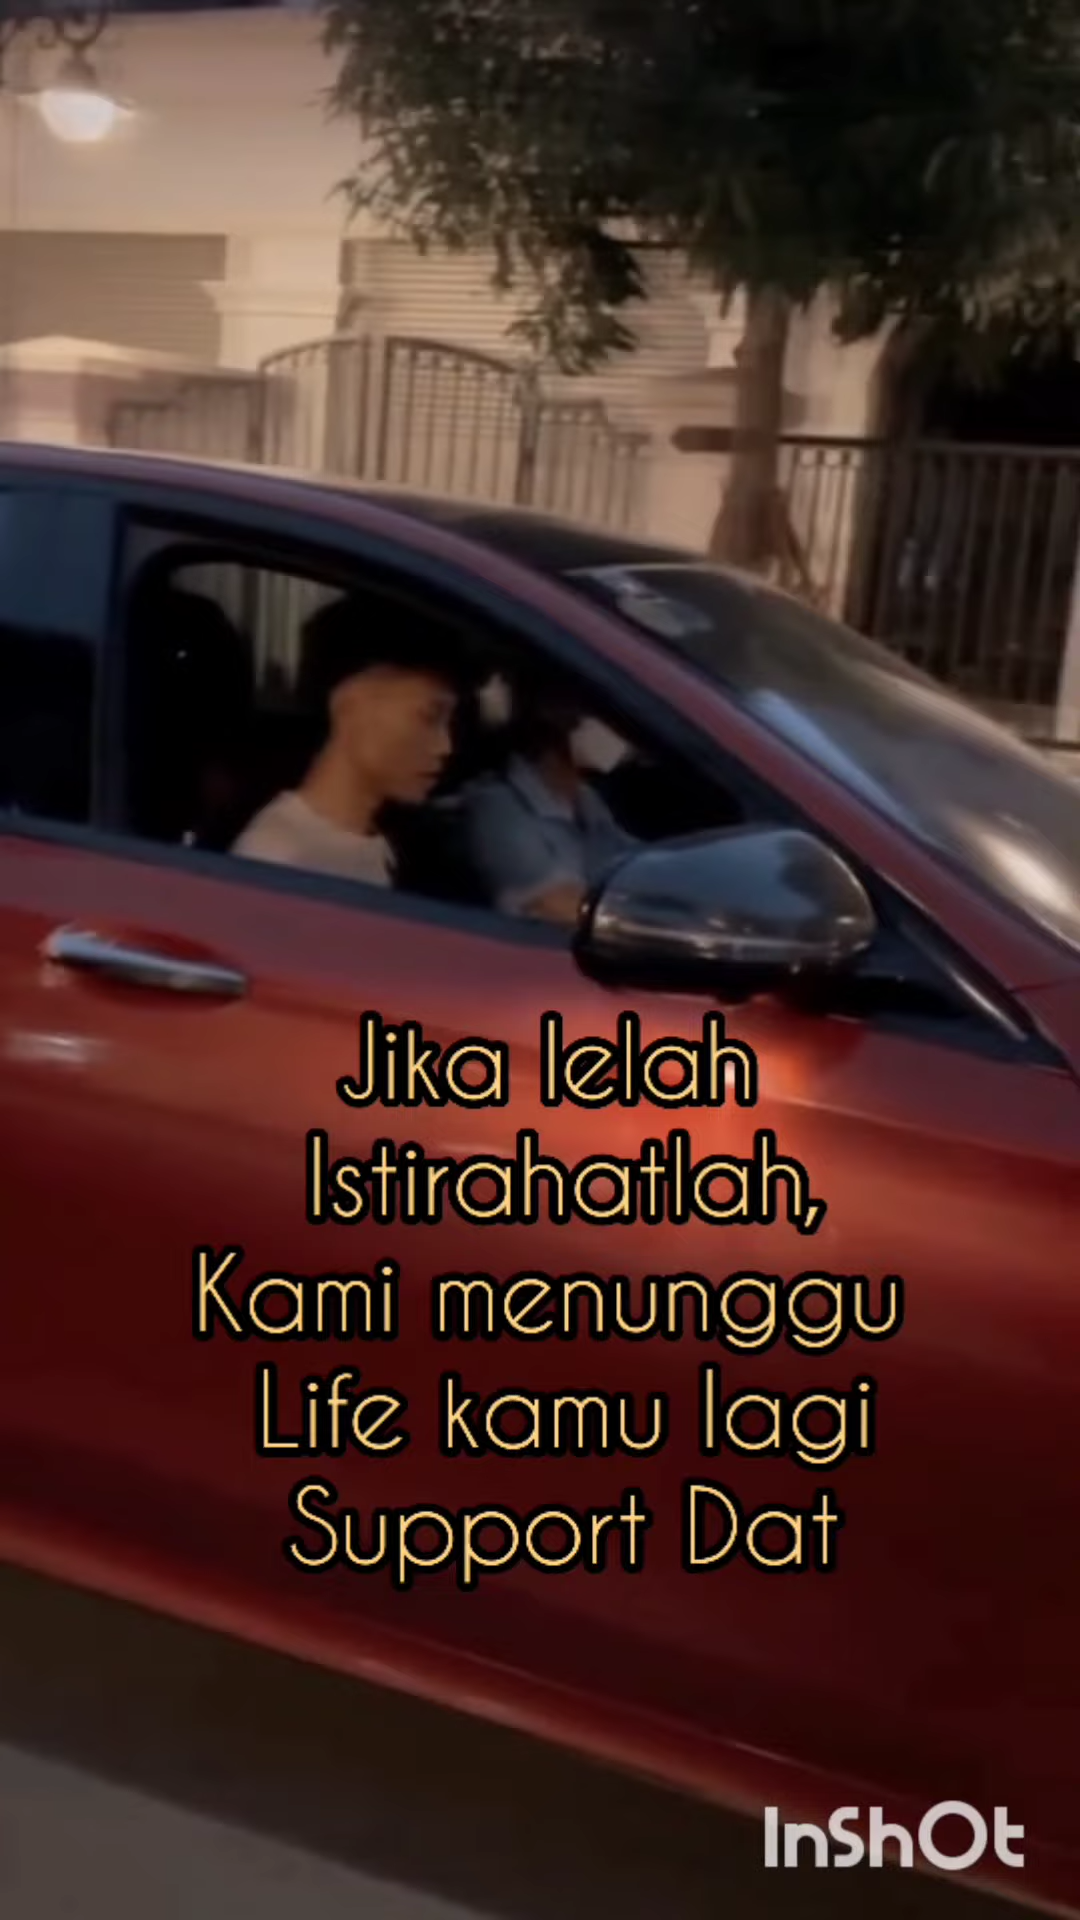 Jika lelah
Istirahatlah,
Kami menunggu
Life kamu lagi
Support Dat
InShOt